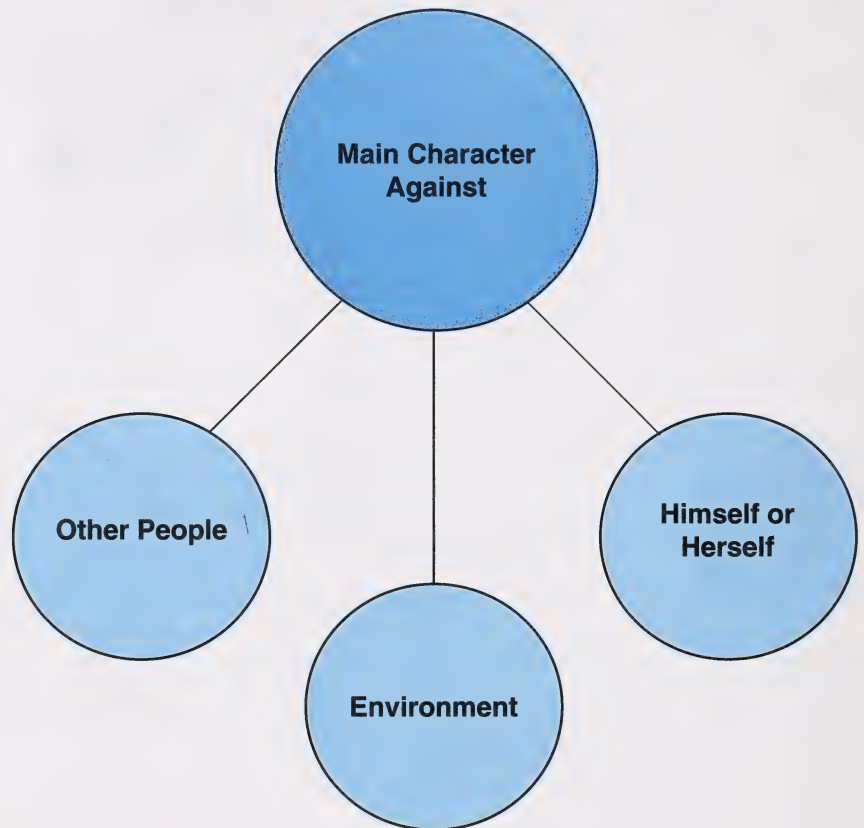 Main Character
Against
Other People
Himself or
Herself
Environment